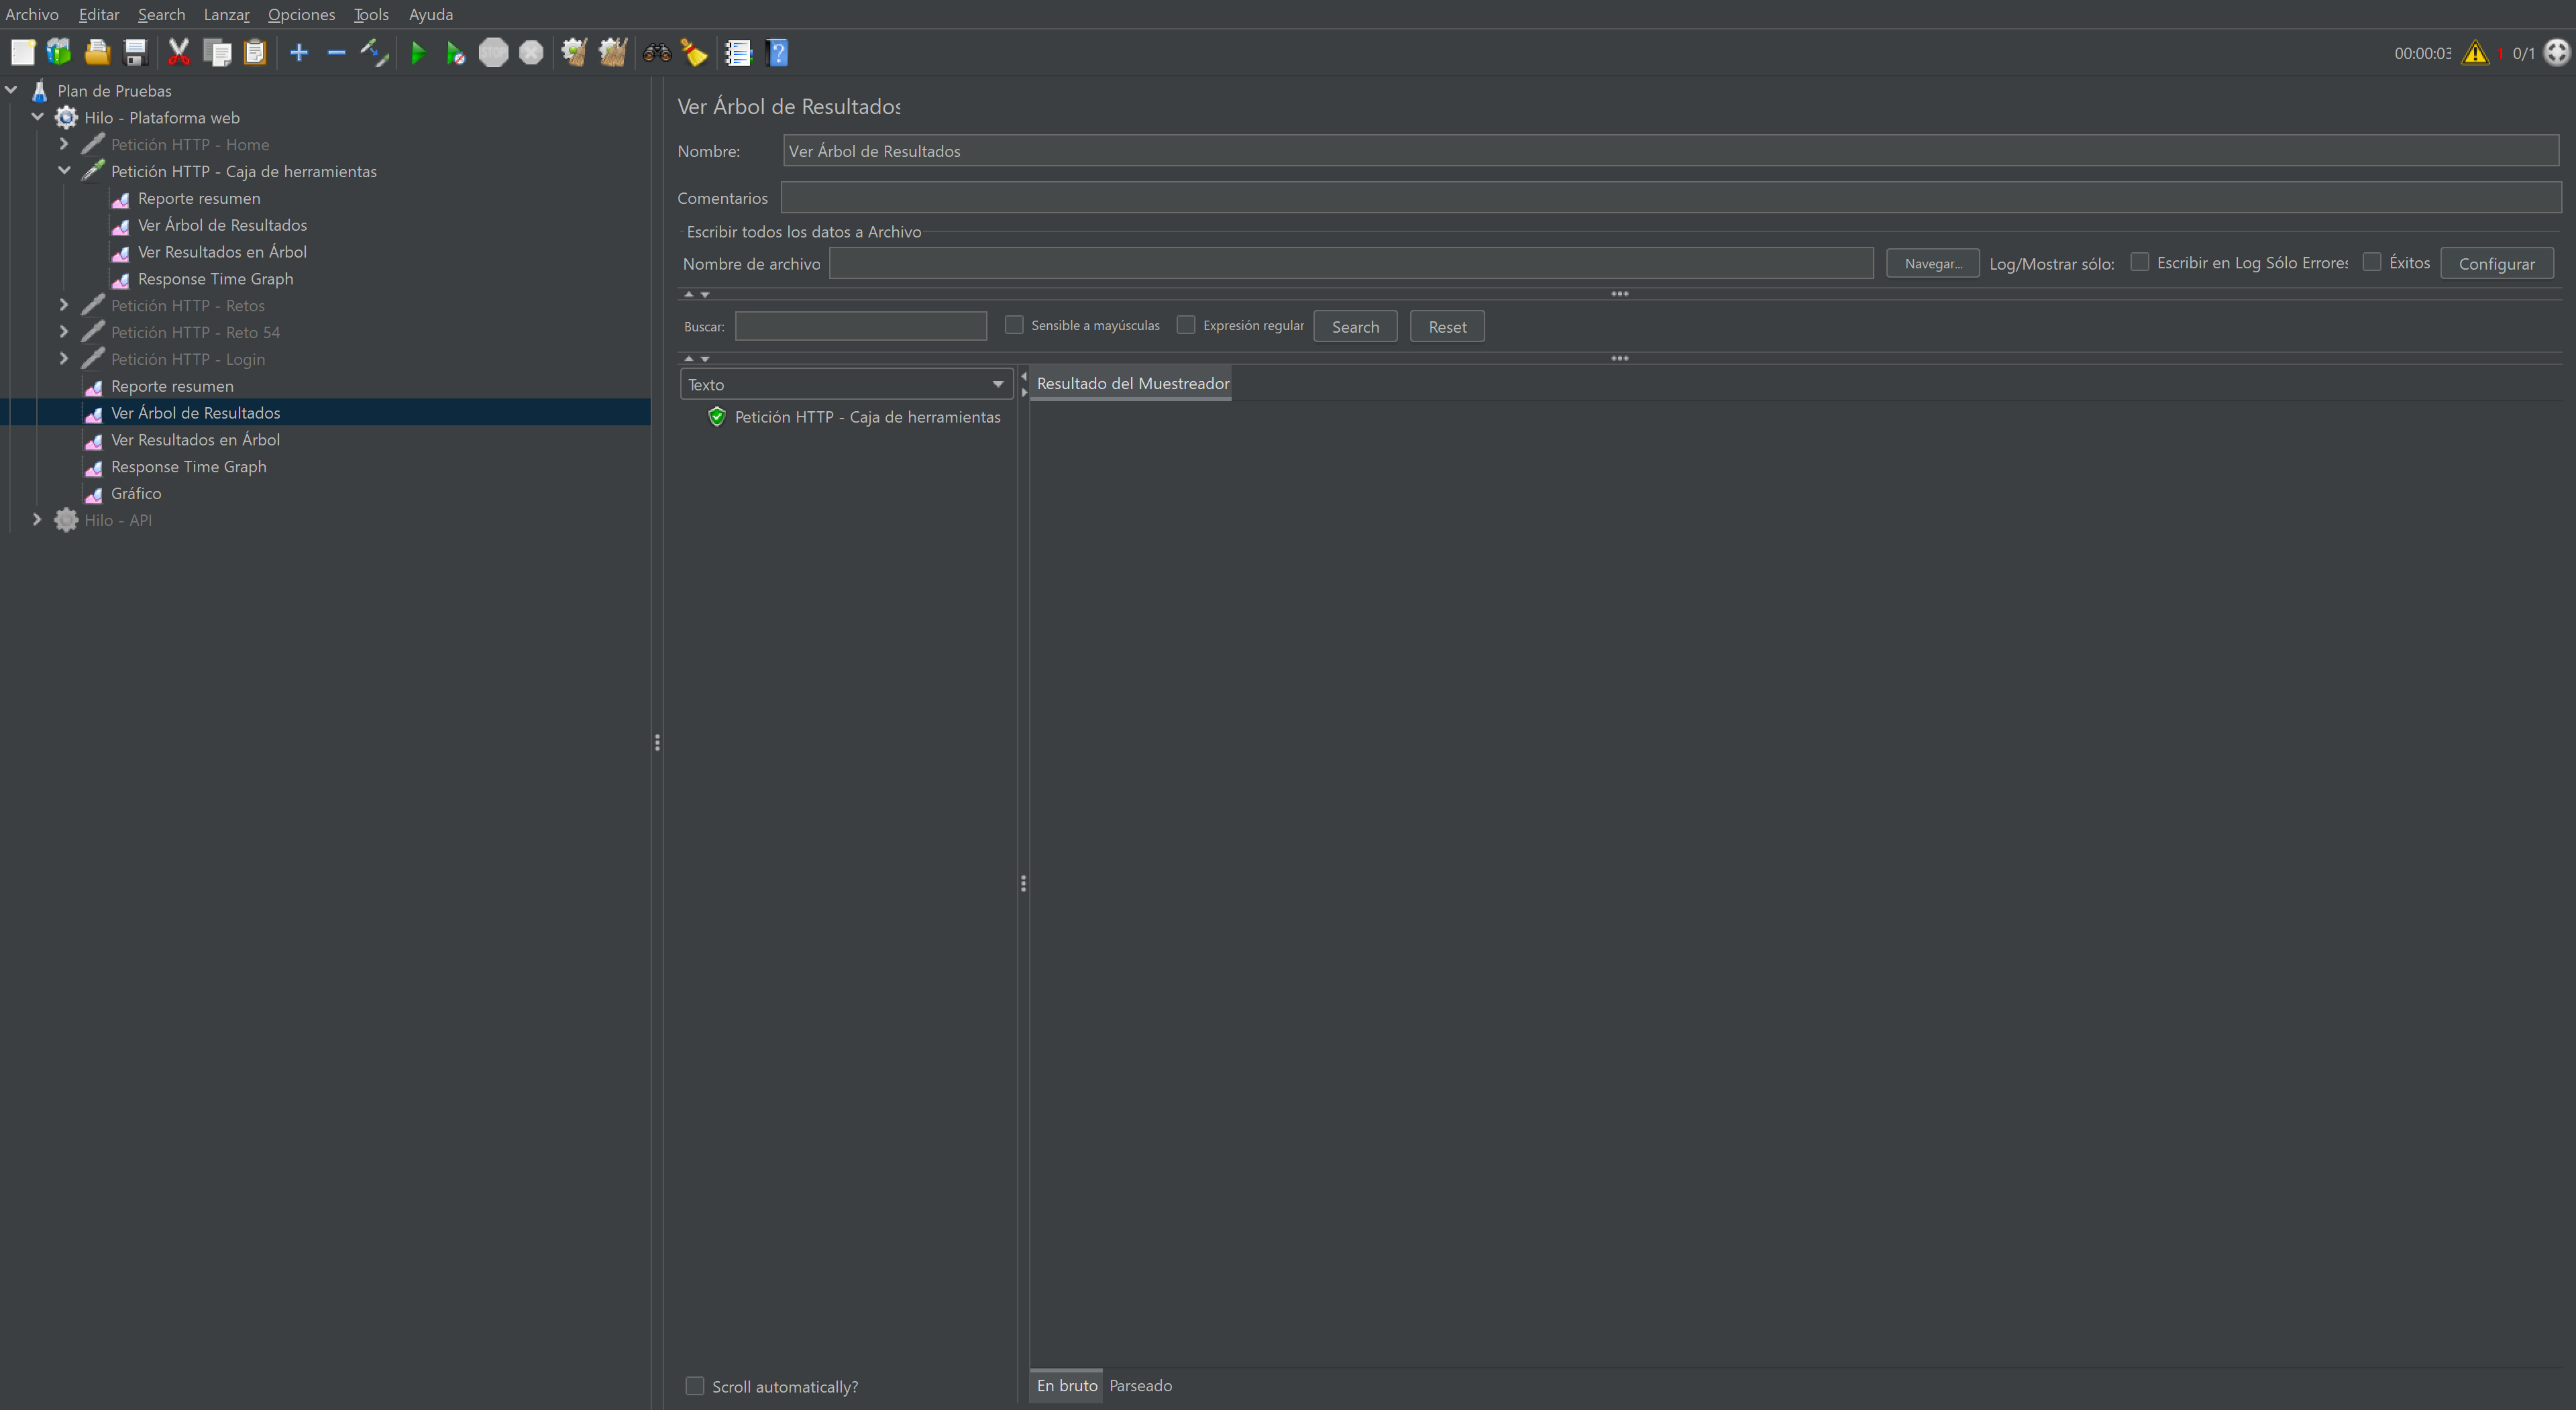 Archivo Editar Search Lanzar Opciones Tools Ayuda
STOP
?
00:00:03 1 0/1
Plan de Pruebas
Hilo - Plataforma web
Petición HTTP - Home
Petición HTTP - Caja de herramientas
Reporte resumen
Ver Árbol de Resultados
Ver Resultados en Árbol
Response Time Graph
Petición HTTP - Retos
Petición HTTP - Reto 54
Petición HTTP - Login
Reporte resumen
Ver Árbol de Resultados
Ver Resultados en Árbol
Response Time Graph
Gráfico
Hilo - API
Ver Árbol de Resultados
Nombre: Ver Árbol de Resultados
Comentarios
Escribir todos los datos a Archivo
Nombre de archivo Navegar... Log/Mostrar sólo: Escribir en Log Sólo Errores Éxitos Configurar
Buscar: Sensible a mayúsculas Expresión regular Search Reset
Texto
Resultado del Muestreador
Petición HTTP - Caja de herramientas
Scroll automatically?
En bruto Parseado